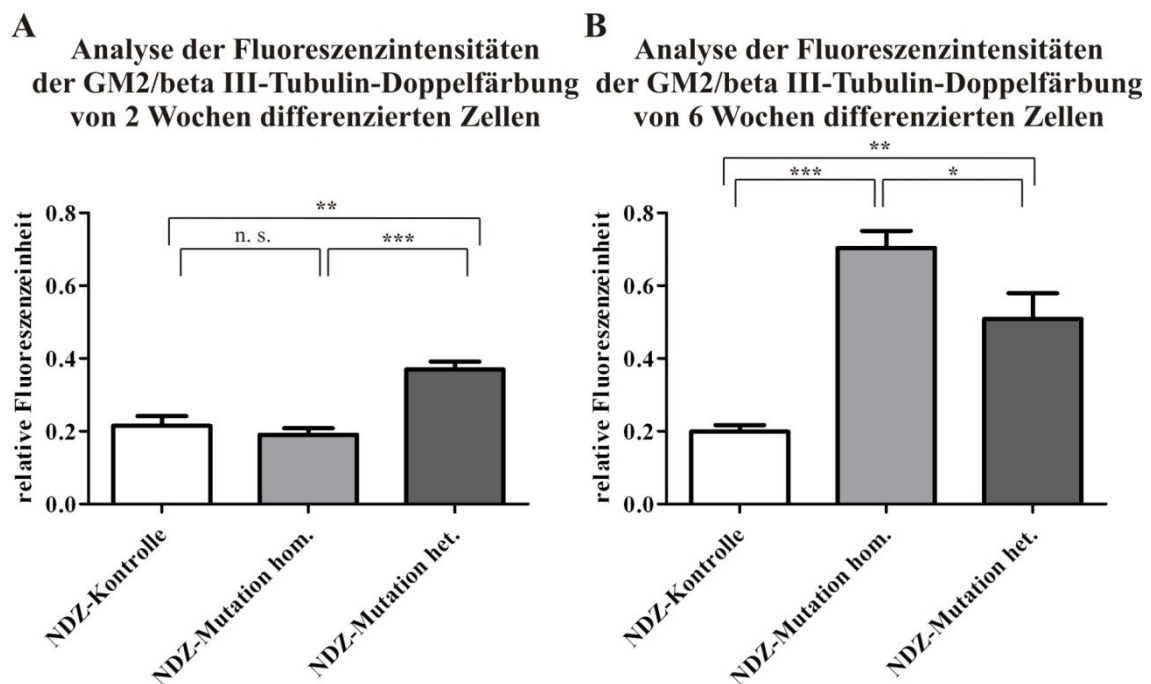 A
Analyse der Fluoreszenzintensitäten
der GM2/beta III-Tubulin-Doppelfärbung
von 2 Wochen differenzierten Zellen
**
n. s.
***
relative Fluoreszenzeinheit
0.8
0.6
0.4
0.2
0.0
NDZ-Kontrolle
NDZ-Mutation hom.
NDZ-Mutation het.
B
Analyse der Fluoreszenzintensitäten
der GM2/beta III-Tubulin-Doppelfärbung
von 6 Wochen differenzierten Zellen
**
***
*
relative Fluoreszenzeinheit
0.8
0.6
0.4
0.2
0.0
NDZ-Kontrolle
NDZ-Mutation hom.
NDZ-Mutation het.